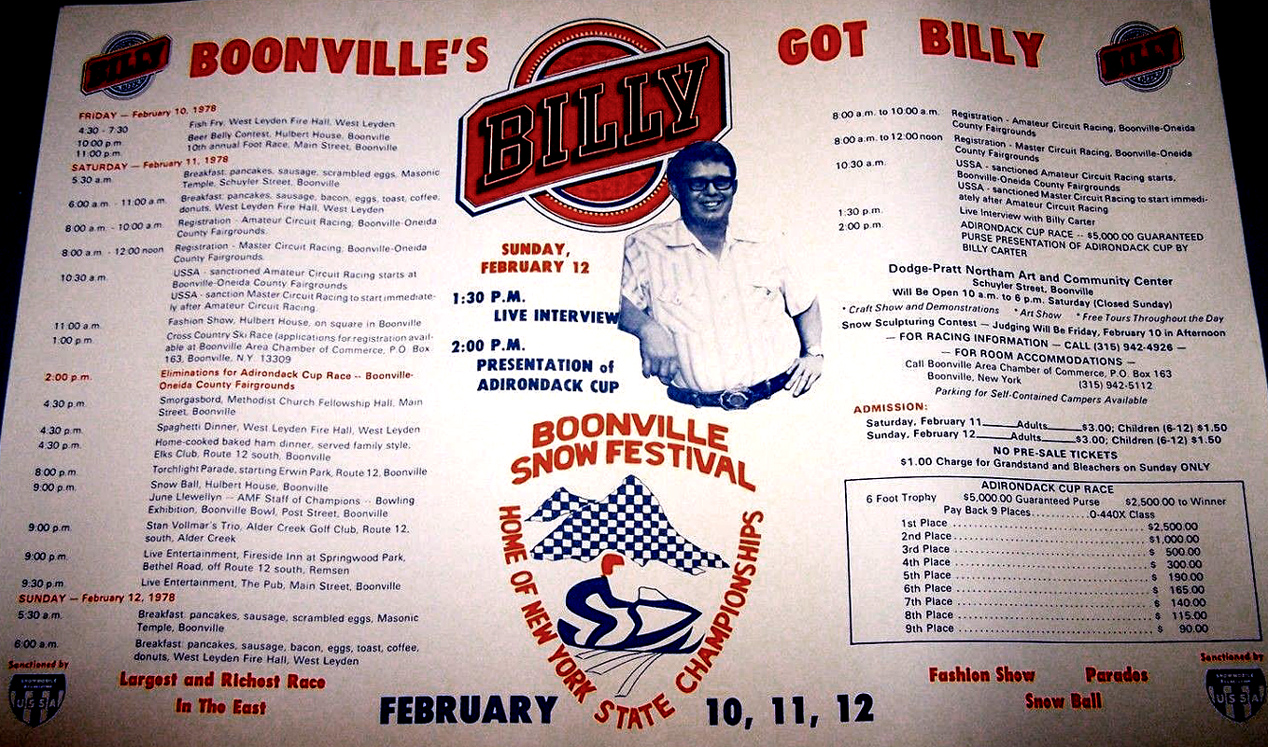 BILLY
BOONVILLE'S
BILLY
GOT BILLY
BILLY
FRIDAY — February 10, 1978
4:30 - 7:30 Fish Fry, West Leyden Fire Hall, West Leyden
10:00 p.m. Beer Belly Contest, Hulbert House, Boonville
11:00 p.m. 10th annual Foot Race, Main Street, Boonville
SATURDAY — February 11, 1978
5:30 a.m. Breakfast, pancakes, sausage, scrambled eggs, Masonic
Temple, Schuyler Street, Boonville
6:00 a.m. - 11:00 a.m. Breakfast: pancakes, sausage, bacon, eggs, toast, coffee,
donuts, West Leyden Fire Hall, West Leyden
8:00 a.m. - 10:00 a.m. Registration - Amateur Circuit Racing, Boonville-Oneida
County Fairgrounds.
8:00 a.m. - 12:00 noon Registration - Master Circuit Racing, Boonville-Oneida
County Fairgrounds.
10:30 a.m. USSA - sanctioned Amateur Circuit Racing starts at
Boonville-Oneida County Fairgrounds
USSA - sanction Master Circuit Racing to start immediate-
ly after Amateur Circuit Racing.
11:00 a.m. Fashion Show, Hulbert House, on square in Boonville
1:00 p.m. Cross Country Ski Race (applications for registration avail-
able at Boonville Area Chamber of Commerce, P.O. Box
163, Boonville, N.Y. 13309
2:00 p.m. Eliminations for Adirondack Cup Race -- Boonville-
Oneida County Fairgrounds
4:30 p.m. Smorgasbord, Methodist Church Fellowship Hall, Main
Street, Boonville
4:30 p.m. Spaghetti Dinner, West Leyden Fire Hall, West Leyden
4:30 p.m. Home-cooked baked ham dinner, served family style,
Elks Club, Route 12 south, Boonville
8:00 p.m. Torchlight Parade, starting Erwin Park, Route 12, Boonville
9:00 p.m. Snow Ball, Hulbert House, Boonville
June Llewellyn -- AMF Staff of Champions -- Bowling
Exhibition, Boonville Bowl, Post Street, Boonville
9:00 p.m. Stan Vollmar's Trio, Alder Creek Golf Club, Route 12,
south, Alder Creek
9:00 p.m. Live Entertainment, Fireside Inn at Springwood Park,
Bethel Road, off Route 12 south, Remsen
9:30 p.m. Live Entertainment, The Pub, Main Street, Boonville
SUNDAY — February 12, 1978
5:30 a.m. Breakfast: pancakes, sausage, scrambled eggs, Masonic
Temple, Boonville
6:00 a.m. Breakfast: pancakes, sausage, bacon, eggs, toast, coffee,
donuts, West Leyden Fire Hall, West Leyden
Sanctioned by
SNOWMOBILE
USSA
Largest and Richest Race
In The East
SUNDAY,
FEBRUARY 12
1:30 P.M.
LIVE INTERVIEW
2:00 P.M.
PRESENTATION of
ADIRONDACK CUP
BOONVILLE
SNOW FESTIVAL
HOME OF NEW YORK STATE CHAMPIONSHIPS
FEBRUARY 10, 11, 12
8:00 a.m. to 10:00 a.m. Registration - Amateur Circuit Racing, Boonville-Oneida
County Fairgrounds
8:00 a.m. to 12:00 noon Registration - Master Circuit Racing, Boonville-Oneida
County Fairgrounds
10:30 a.m. USSA - sanctioned Amateur Circuit Racing starts,
Boonville-Oneida County Fairgrounds
USSA - sanctioned Master Circuit Racing to start immedi-
ately after Amateur Circuit Racing
1:30 p.m. Live Interview with Billy Carter
2:00 p.m. ADIRONDACK CUP RACE -- $5,000.00 GUARANTEED
PURSE PRESENTATION OF ADIRONDACK CUP BY
BILLY CARTER
Dodge-Pratt Northam Art and Community Center
Schuyler Street, Boonville
Will Be Open 10 a.m. to 6 p.m. Saturday (Closed Sunday)
* Craft Show and Demonstrations * Art Show * Free Tours Throughout the Day
Snow Sculpturing Contest — Judging Will Be Friday, February 10 in Afternoon
— FOR RACING INFORMATION — CALL (315) 942-4926 —
— FOR ROOM ACCOMMODATIONS —
Call Boonville Area Chamber of Commerce, P.O. Box 163
Boonville, New York (315) 942-5112
Parking for Self-Contained Campers Available
ADMISSION:
Saturday, February 11____Adults____$3.00; Children (6-12) $1.50
Sunday, February 12____Adults____$3.00; Children (6-12) $1.50
NO PRE-SALE TICKETS
$1.00 Charge for Grandstand and Bleachers on Sunday ONLY
ADIRONDACK CUP RACE
6 Foot Trophy $5,000.00 Guaranteed Purse $2,500.00 to Winner
Pay Back 9 Places..........0-440X Class
1st Place .......... $2,500.00
2nd Place .......... $1,000.00
3rd Place .......... $ 500.00
4th Place .......... $ 300.00
5th Place .......... $ 190.00
6th Place .......... $ 165.00
7th Place .......... $ 140.00
8th Place .......... $ 115.00
9th Place .......... $ 90.00
Fashion Show Parades
Snow Ball
Sanctioned by
SNOWMOBILE
USSA